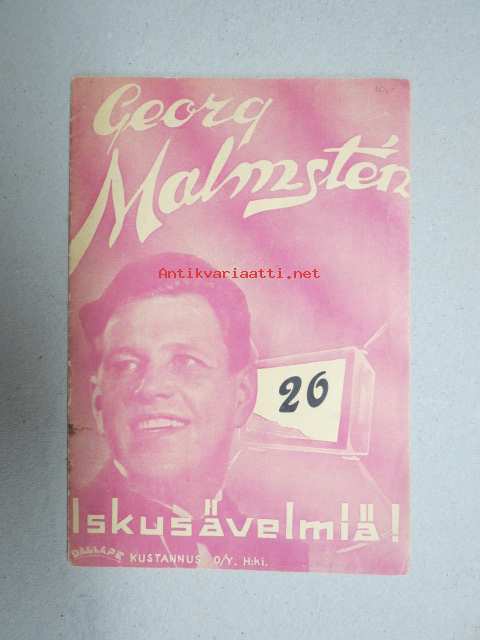 Georg
Malmstén
Antikvariaatti.net
26
Iskusävelmiä!
DALLAPÉ KUSTANNUS O/Y. H:ki.